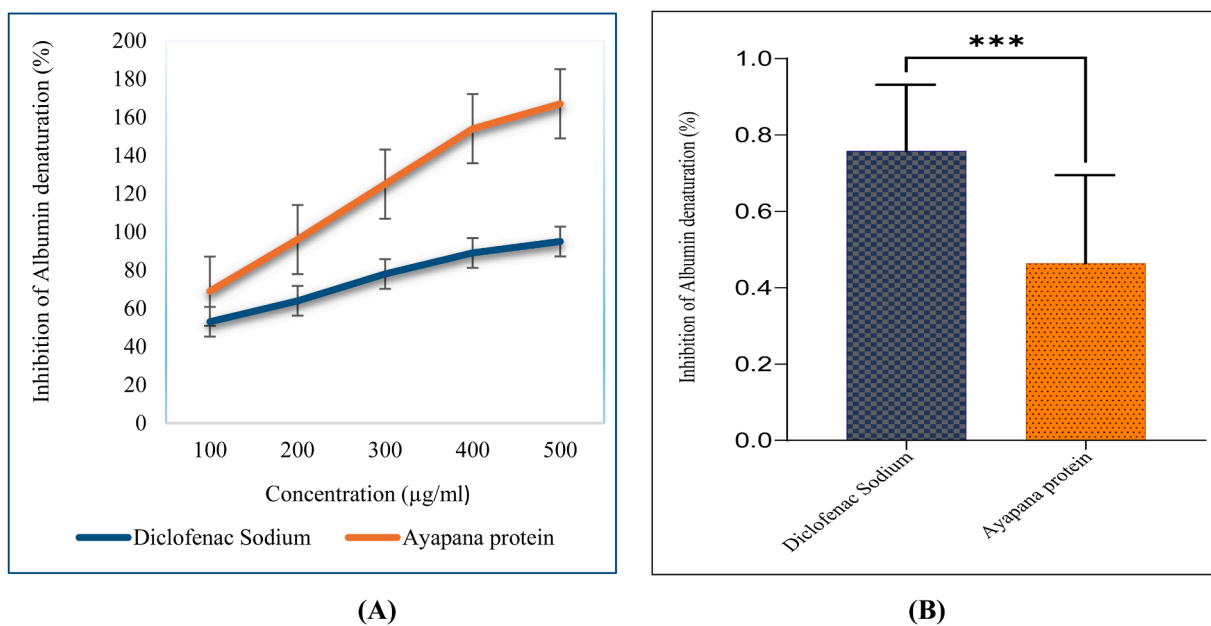 Inhibition of Albumin denaturation (%)
200
180
160
140
120
100
80
60
40
20
0
100 200 300 400 500
Concentration (µg/ml)
Diclofenac Sodium Ayapana protein
(A)
Inhibition of Albumin denaturation (%)
***
1.0
0.8
0.6
0.4
0.2
0.0
Diclofenac Sodium
Ayapana protein
(B)